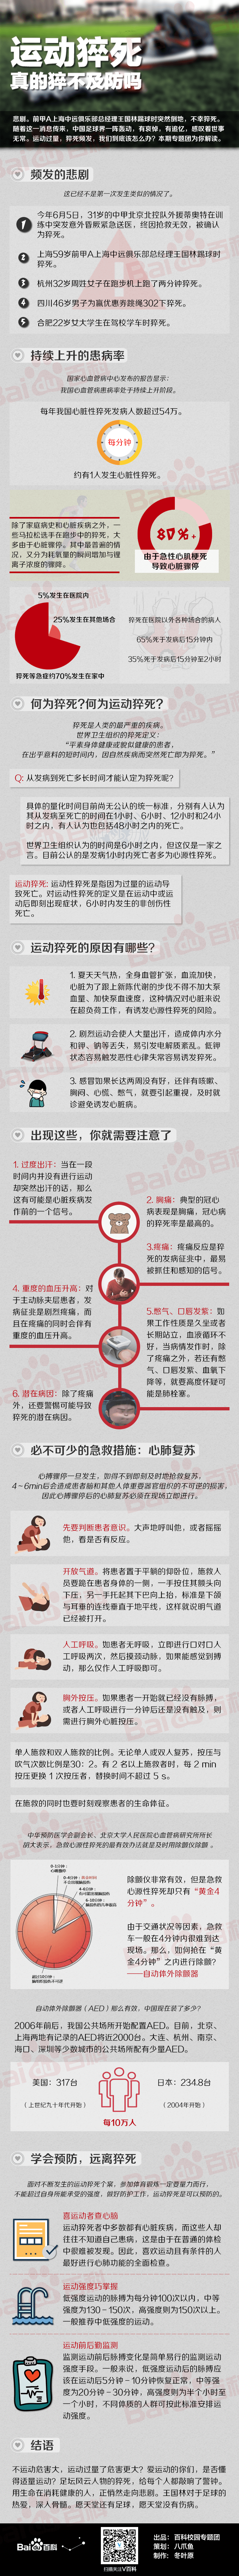 运动猝死
真的猝不及防吗
悲剧。前甲A上海中远俱乐部总经理王国林踢球时突然倒地，不幸猝死。
随着这一消息传来，中国足球界一阵轰动，有哀悼，有追忆，感叹着世事
无常。运动过量，猝死频发，我们到底该怎么办？本期专题团为你解读。
频发的悲剧
这已经不是第一次发生类似的情况了。
1
今年6月5日，31岁的中甲北京北控队外援蒂奥特在训
练中突发意外昏厥紧急送医，终因抢救无效，被确认
为猝死。
2
上海59岁前甲A上海中远俱乐部总经理王国林踢球时
猝死。
3
杭州32岁周姓女子在跑步机上跑了两分钟猝死。
4
四川46岁男子为赢优惠券跳绳302下猝死。
5
合肥22岁女大学生在驾校学车时猝死。
持续上升的患病率
国家心血管病中心发布的报告显示：
我国心血管病患病率处于持续上升阶段。
每年我国心脏性猝死发病人数超过54万。
每分钟
约有1人发生心脏性猝死。
除了家庭病史和心脏疾病之外，一
些马拉松选手在跑步中的猝死，大
多由于心脏骤停。其中最普遍的情
况，又分为耗氧量的瞬间增加与锂
离子浓度的骤降。
80%+
由于急性心肌梗死
导致心脏骤停
5%发生在医院内
25%发生在其他场合
猝死等急症约70%发生在家中
猝死在医院以外各种场合的病人
65%死于发病后15分钟内
35%死于发病后15分钟至2小时
何为猝死?何为运动猝死?
猝死是人类的最严重的疾病。
世界卫生组织的猝死定义：
“平素身体健康或貌似健康的患者，
在出乎意料的短时间内，因自然疾病而突然死亡即为猝死。”
Q: 从发病到死亡多长时间才能认定为猝死呢？
具体的量化时间目前尚无公认的统一标准，分别有人认为
其从发病至死亡的时间在1小时、6小时、12小时和24小
时之内，有人认为也包括48小时之内的死亡。
世界卫生组织认为的时间是6小时之内，但这仅是一家之
言。目前公认的是发病1小时内死亡者多为心源性猝死。
运动猝死: 运动性猝死是指因为过量的运动导
致死亡。对运动性猝死的定义是在运动中或运
动后即刻出现症状，6小时内发生的非创伤性
死亡。
运动猝死的原因有哪些?
1. 夏天天气热，全身血管扩张，血流加快，
心脏为了跟上新陈代谢的步伐不得不加大泵
血量、加快泵血速度，这种情况对心脏来说
在超负荷工作，有诱发心源性猝死的风险。
2. 剧烈运动会使人大量出汗，造成体内水分
和钾、钠等丢失，易引发电解质紊乱。低钾
状态容易触发恶性心律失常容易诱发猝死。
3. 感冒如果长达两周没有好，还伴有咳嗽、
胸闷、心慌、憋气，就要引起重视，及时就
诊避免诱发心脏病。
出现这些，你就需要注意了
1. 过度出汗：当在一段
时间内并没有进行运动
却突然出汗的话，那么
这有可能是心脏疾病发
作前的一个信号。
2. 胸痛：典型的冠心
病表现是胸痛，冠心病
的猝死率是最高的。
3.疼痛：疼痛反应是猝
死的发病征兆中，最易
被抓住和感知的信号。
4. 重度的血压升高：对
于主动脉夹层患者，发
病征兆是剧烈疼痛，而
且在疼痛的同时会伴有
重度的血压升高。
5.憋气、口唇发紫：如
果工作性质是久坐或者
长期站立，血液循环不
好，当病情发作时，除
了疼痛之外，若还有憋
气、口唇发紫、血氧下
降等，就要高度怀疑可
能是肺栓塞。
6. 潜在病因：除了疼痛
外，还要警惕可能导致
猝死的潜在病因。
必不可少的急救措施：心肺复苏
心搏骤停一旦发生，如得不到即刻及时地抢救复苏，
4～6min后会造成患者脑和其他人体重要器官组织的不可逆的损害，
因此心搏骤停后的心肺复苏必须在现场立即进行。
先要判断患者意识。大声地呼叫他，或者摇摇
他，看是否有反应。
开放气道。将患者置于平躺的仰卧位，施救人
员要跪在患者身体的一侧，一手按住其额头向
下压，另一手托起其下巴向上抬，标准是下颌
与耳垂的连线垂直于地平线，这样就说明气道
已经被打开。
人工呼吸。如患者无呼吸，立即进行口对口人
工呼吸两次，然后摸颈动脉，如果能感觉到搏
动，那么仅作人工呼吸即可。
胸外按压。如果患者一开始就已经没有脉搏，
或者人工呼吸进行一分钟后还是没有触及，则
需进行胸外心脏按压。
单人施救和双人施救的比例。无论单人或双人复苏，按压与
吹气次数比例是30：2。有 2 名以上施救者时，每 2 min
按压更换 1 次按压者，替换时间不超过 5 s。
在施救的同时也要时刻观察患者的生命体征。
中华预防医学会副会长、北京大学人民医院心血管病研究所所长
胡大一表示，急救心源性猝死的最有效办法就是及时用除颤仪除颤。
除颤仪非常有效，但是急救
心源性猝死却只有“黄金4
分钟”。
由于交通状况等因素，急救
车一般在4分钟内很难到达
现场。那么，如何抢在“黄
金4分钟”之内进行除颤？
——自动体外除颤器
自动体外除颤器（AED）那么有效，中国现在装了多少？
2006年前后，我国公共场所开始配置AED。目前，北京、
上海两地有记录的AED将近2000台。大连、杭州、南京、
海口、深圳等少数城市的公共场所配有少量AED。
美国：317台
（上世纪九十年代开始）
日本：234.8台
（2004年开始）
每10万人
学会预防，远离猝死
面对不断发生的运动猝死个案，参加体育锻炼一定要量力而行，
不能超过自身所能承受的强度，做好防护工作，运动猝死是可以预防的。
喜运动者查心脑
运动猝死者中多数都有心脏疾病，而这些人却
往往不知道自己患病，这是由于在普通的体检
中很难被发现。因此，喜欢运动且有条件的人
最好进行心肺功能的全面检查。
运动强度巧掌握
低强度运动的脉搏为每分钟100次以内，中等
强度为130－150次，高强度则为150次以上。
一般推荐中低强度的运动。
运动前后勤监测
监测运动前后脉搏变化是简单易行的监测运动
强度手段。一般来说，低强度运动后的脉搏应
该在运动后5分钟－10分钟恢复正常，中等强
度为20分钟－30分钟，高强度则为半个小时至
一个小时，不同体质的人群可按此标准安排运
动强度。
结语
不运动危害大，运动过量了危害更大？爱运动的你们，是否懂
得适量运动？足坛风云人物的猝死，给每个人都敲响了警钟。
用生命在消耗健康的人，正悄然走向悲剧。王国林对于足球的
热爱，深入骨髓。愿天堂还有足球，愿天堂没有伤病。
Bai百科
扫描关注V百科
出品：百科校园专题团
策划：八爪鱼
制作：冬叶原